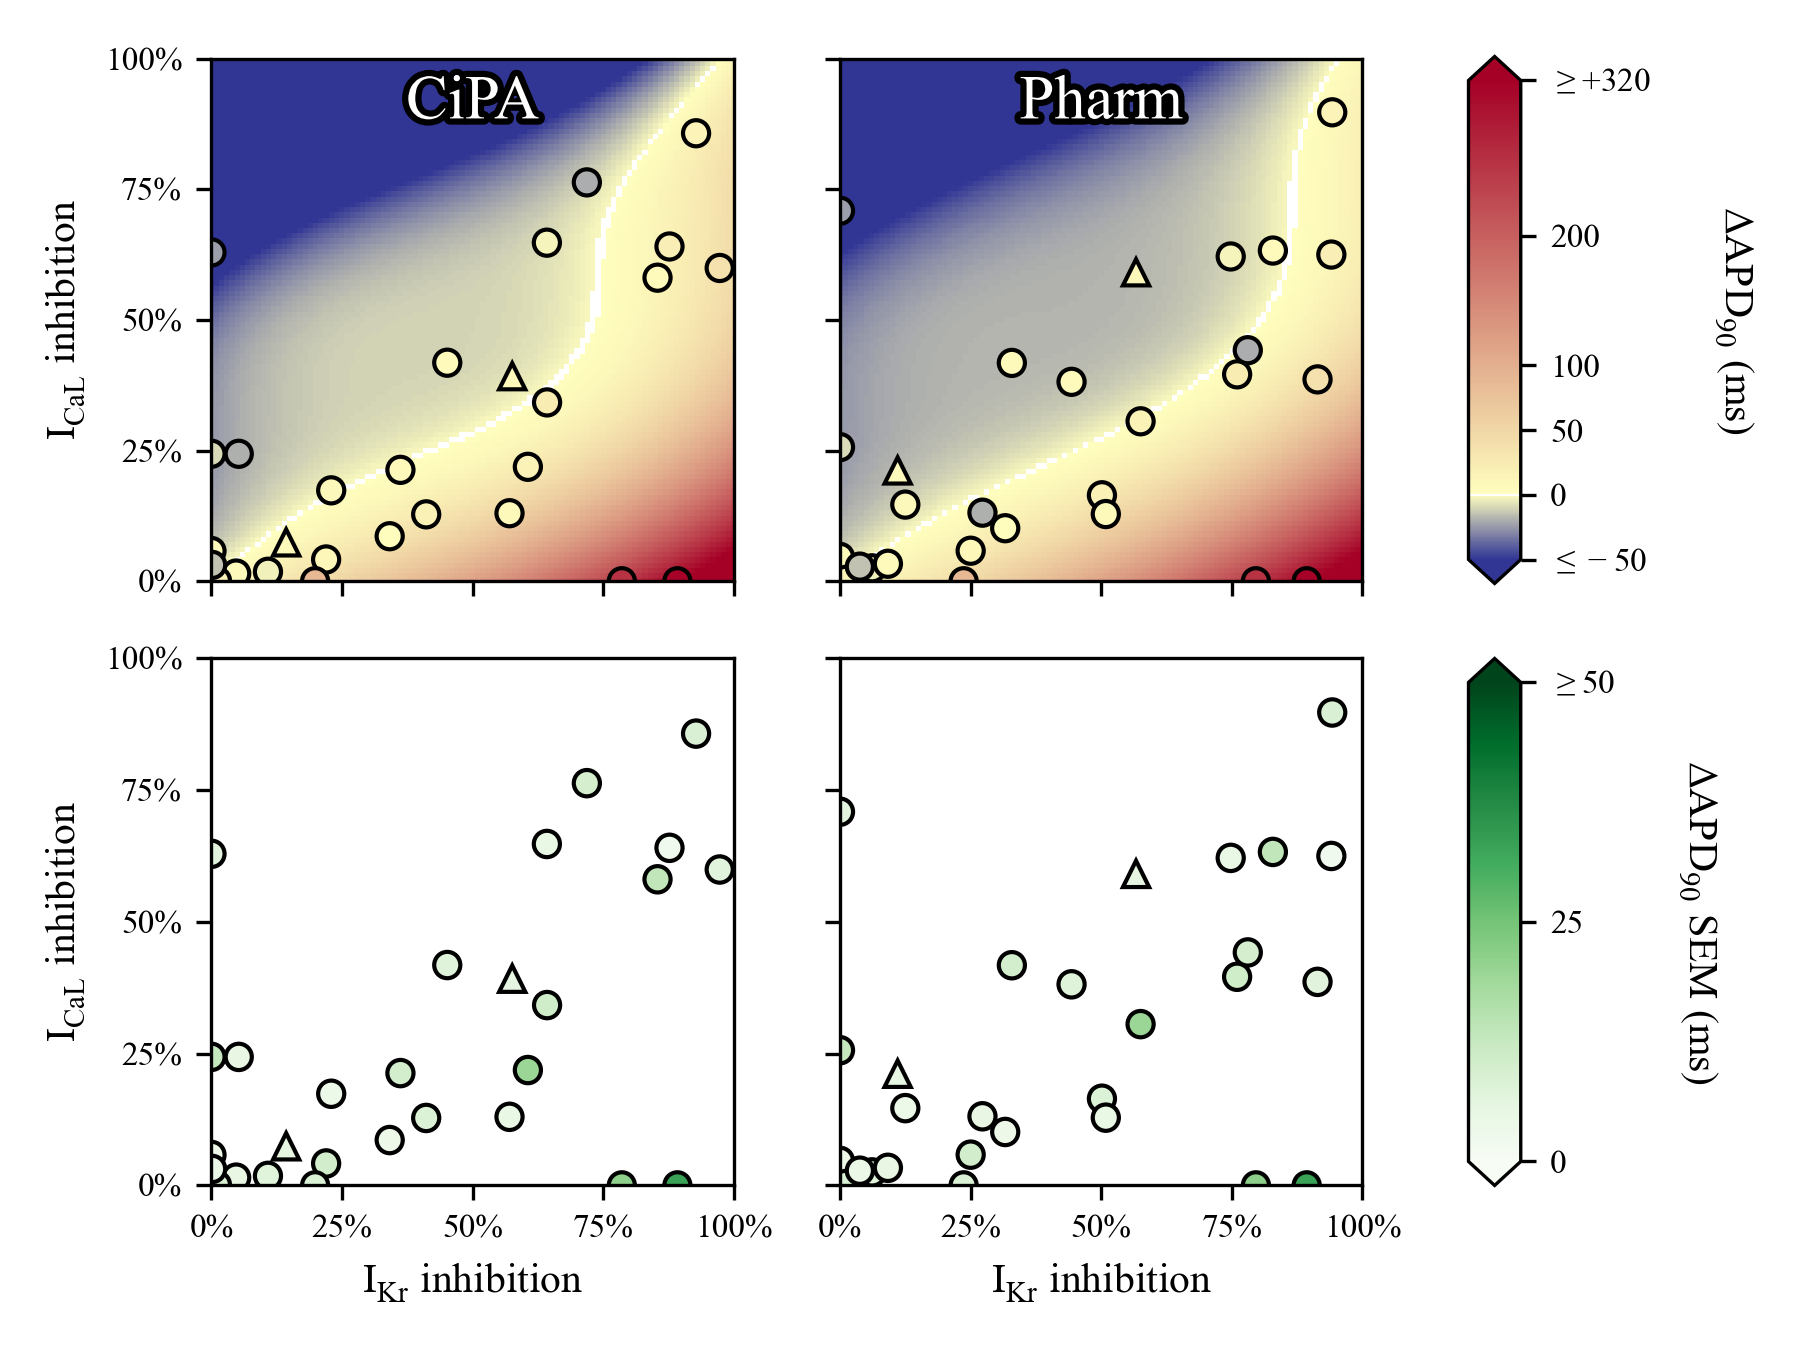 CiPA
Pharm
100%
75%
50%
25%
0%
I_CaL inhibition
≥+320
200
100
50
0
≤−50
ΔAPD₉₀ (ms)
100%
75%
50%
25%
0%
I_CaL inhibition
0% 25% 50% 75% 100%
I_Kr inhibition
0% 25% 50% 75% 100%
I_Kr inhibition
≥50
25
0
ΔAPD₉₀ SEM (ms)